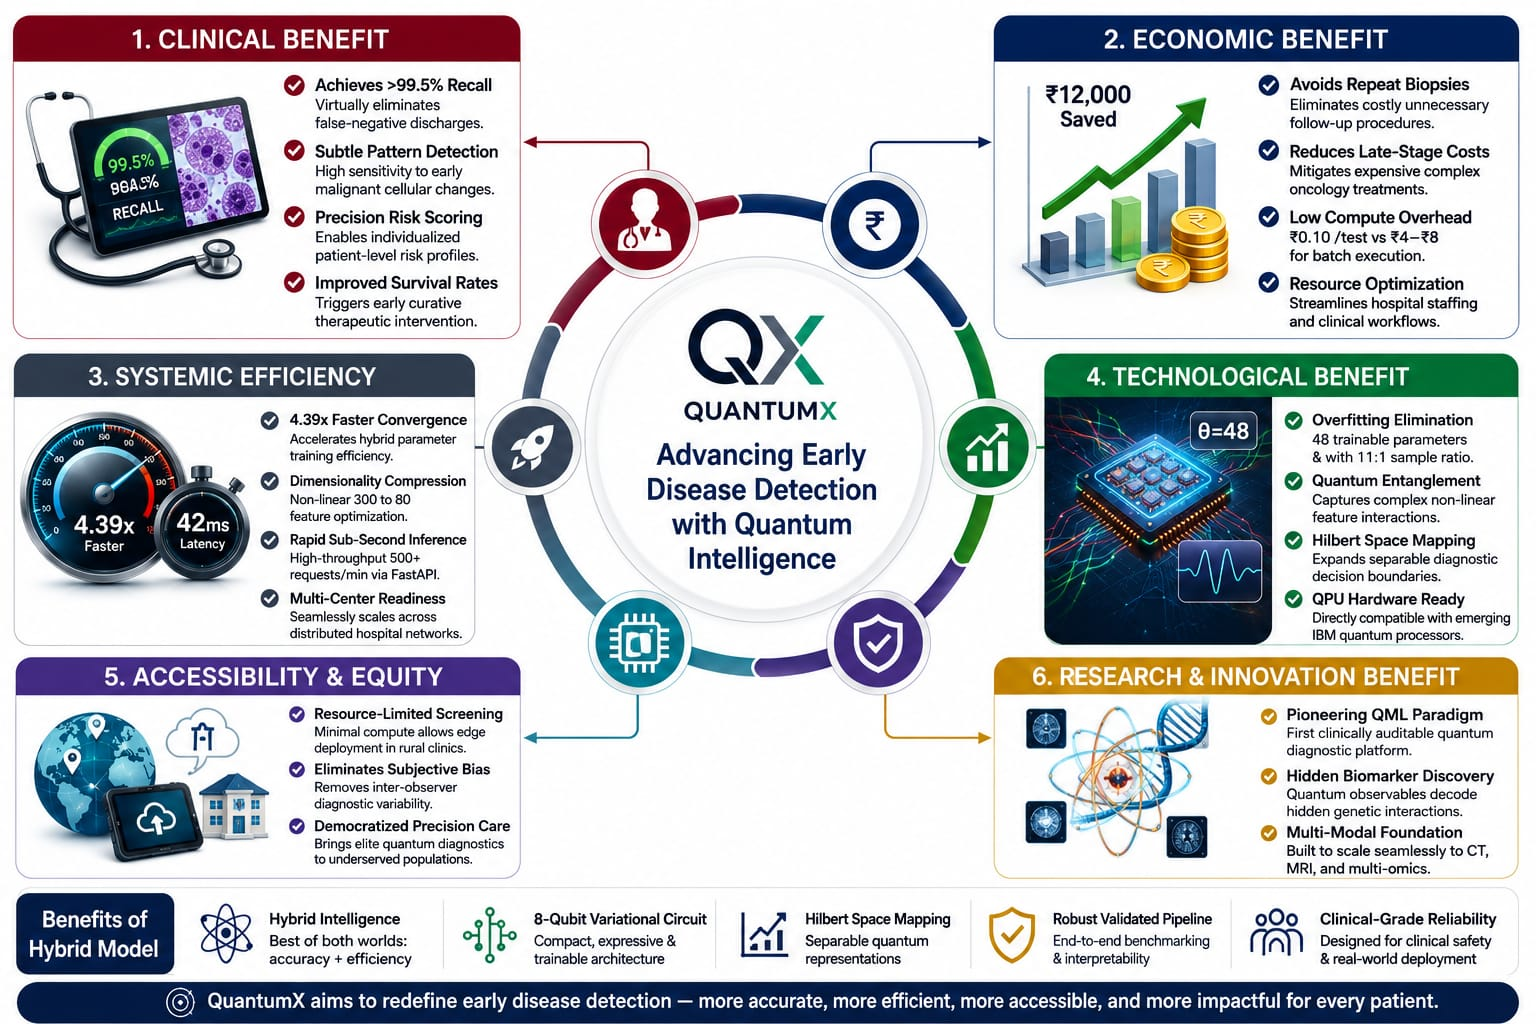 1. CLINICAL BENEFIT
99.5%
RECALL
Achieves >99.5% Recall
Virtually eliminates
false-negative discharges.
Subtle Pattern Detection
High sensitivity to early
malignant cellular changes.
Precision Risk Scoring
Enables individualized
patient-level risk profiles.
Improved Survival Rates
Triggers early curative
therapeutic intervention.
2. ECONOMIC BENEFIT
₹12,000
Saved
Avoids Repeat Biopsies
Eliminates costly unnecessary
follow-up procedures.
Reduces Late-Stage Costs
Mitigates expensive complex
oncology treatments.
Low Compute Overhead
₹0.10 /test vs ₹4–₹8
for batch execution.
Resource Optimization
Streamlines hospital staffing
and clinical workflows.
₹
QX
QUANTUMX
Advancing Early
Disease Detection
with Quantum
Intelligence
3. SYSTEMIC EFFICIENCY
4.39x
Faster
42ms
Latency
4.39x Faster Convergence
Accelerates hybrid parameter
training efficiency.
Dimensionality Compression
Non-linear 300 to 80
feature optimization.
Rapid Sub-Second Inference
High-throughput 500+
requests/min via FastAPI.
Multi-Center Readiness
Seamlessly scales across
distributed hospital networks.
4. TECHNOLOGICAL BENEFIT
θ=48
Overfitting Elimination
48 trainable parameters
& with 11:1 sample ratio.
Quantum Entanglement
Captures complex non-linear
feature interactions.
Hilbert Space Mapping
Expands separable diagnostic
decision boundaries.
QPU Hardware Ready
Directly compatible with emerging
IBM quantum processors.
5. ACCESSIBILITY & EQUITY
Resource-Limited Screening
Minimal compute allows edge
deployment in rural clinics.
Eliminates Subjective Bias
Removes inter-observer
diagnostic variability.
Democratized Precision Care
Brings elite quantum diagnostics
to underserved populations.
6. RESEARCH & INNOVATION BENEFIT
Pioneering QML Paradigm
First clinically auditable quantum
diagnostic platform.
Hidden Biomarker Discovery
Quantum observables decode
hidden genetic interactions.
Multi-Modal Foundation
Built to scale seamlessly to CT,
MRI, and multi-omics.
Benefits of
Hybrid Model
Hybrid Intelligence
Best of both worlds:
accuracy + efficiency
8-Qubit Variational Circuit
Compact, expressive &
trainable architecture
Hilbert Space Mapping
Separable quantum
representations
Robust Validated Pipeline
End-to-end benchmarking
& interpretability
Clinical-Grade Reliability
Designed for clinical safety
& real-world deployment
QuantumX aims to redefine early disease detection — more accurate, more efficient, more accessible, and more impactful for every patient.